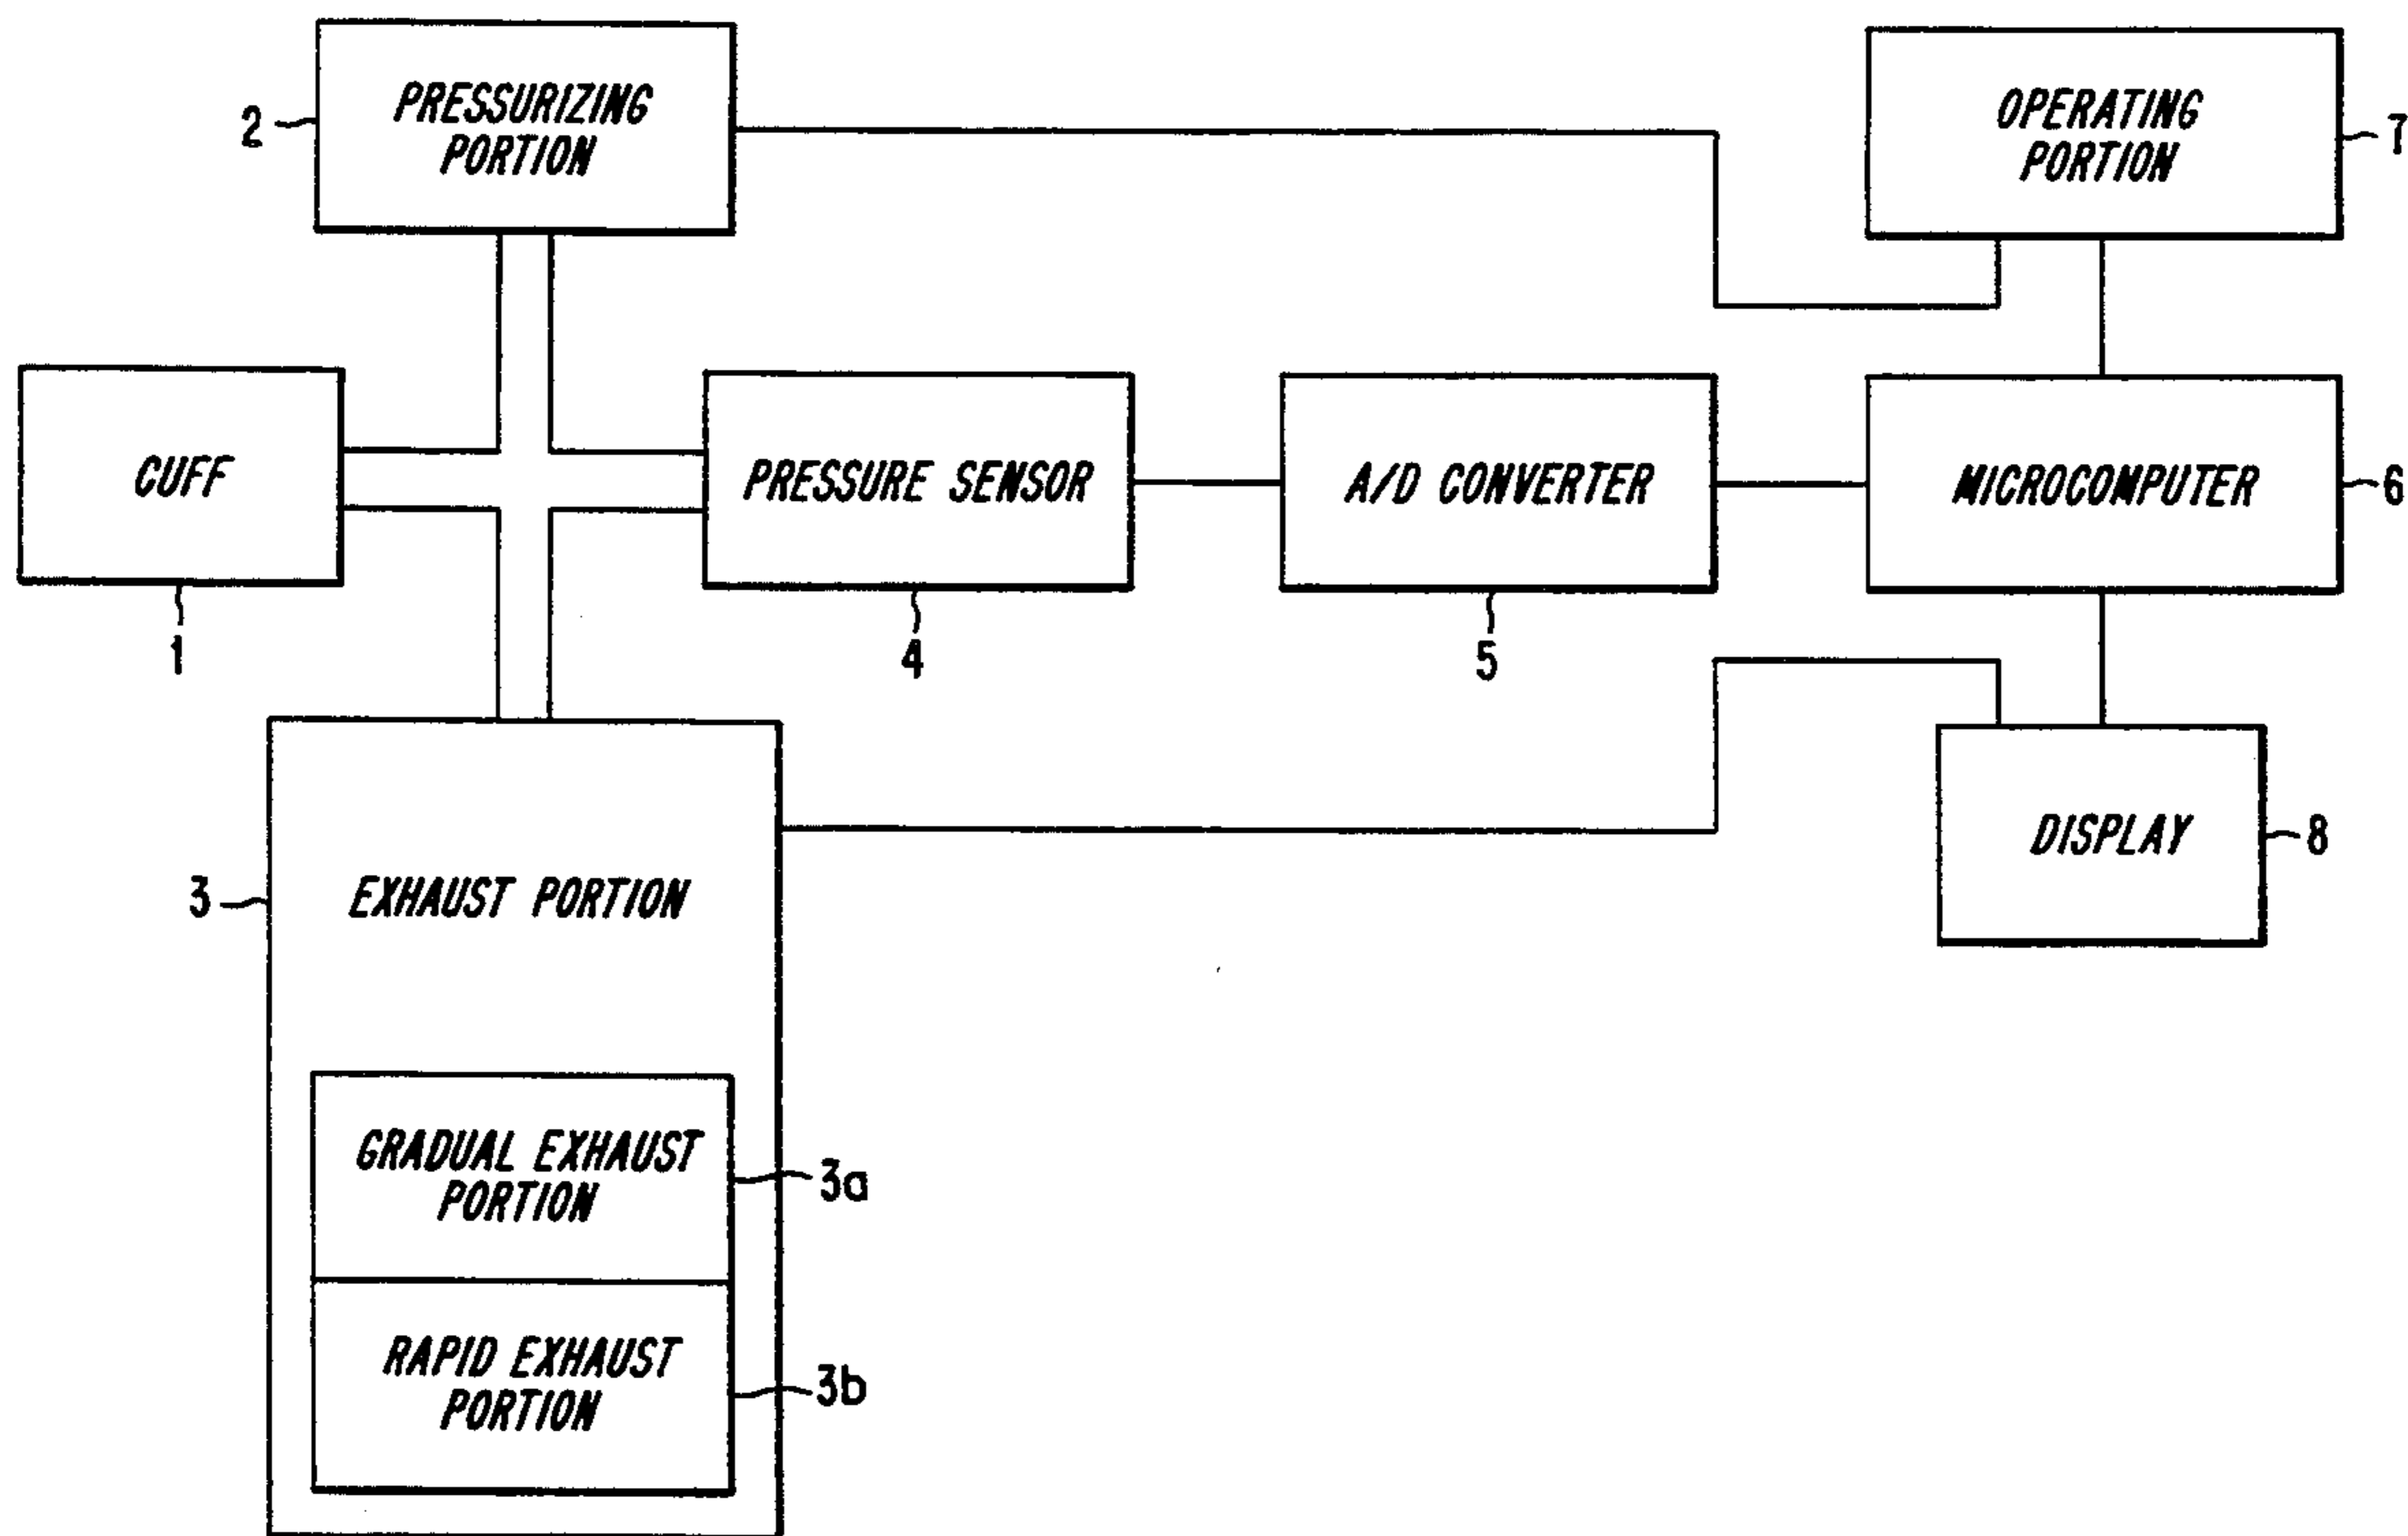 PRESSURIZING
PORTION
2
OPERATING
PORTION
7
CUFF
1
PRESSURE SENSOR
4
A/D CONVERTER
5
MICROCOMPUTER
6
EXHAUST PORTION
3
DISPLAY
8
GRADUAL EXHAUST
PORTION
3a
RAPID EXHAUST
PORTION
3b